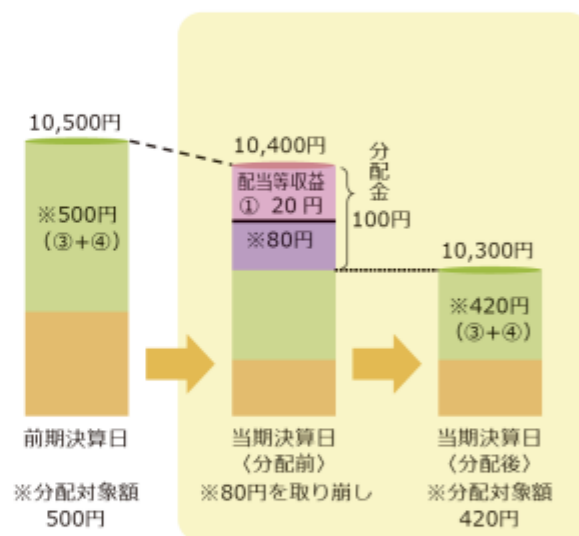 10,500円
※500円
（③+④）
前期決算日
※分配対象額
500円
10,400円
配当等収益
① 20円
※80円
分配金
100円
当期決算日
〈分配前〉
※80円を取り崩し
10,300円
※420円
（③+④）
当期決算日
〈分配後〉
※分配対象額
420円